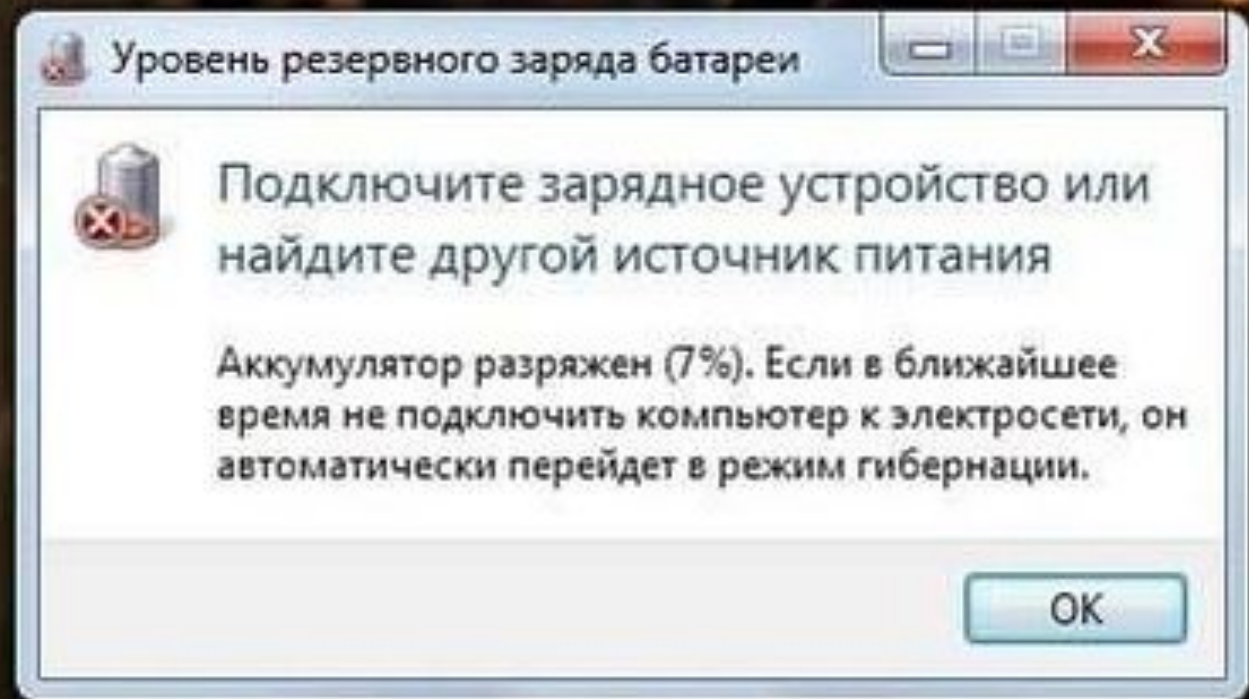 Уровень резервного заряда батареи
Подключите зарядное устройство или
найдите другой источник питания
Аккумулятор разряжен (7%). Если в ближайшее
время не подключить компьютер к электросети, он
автоматически перейдет в режим гибернации.
ОК